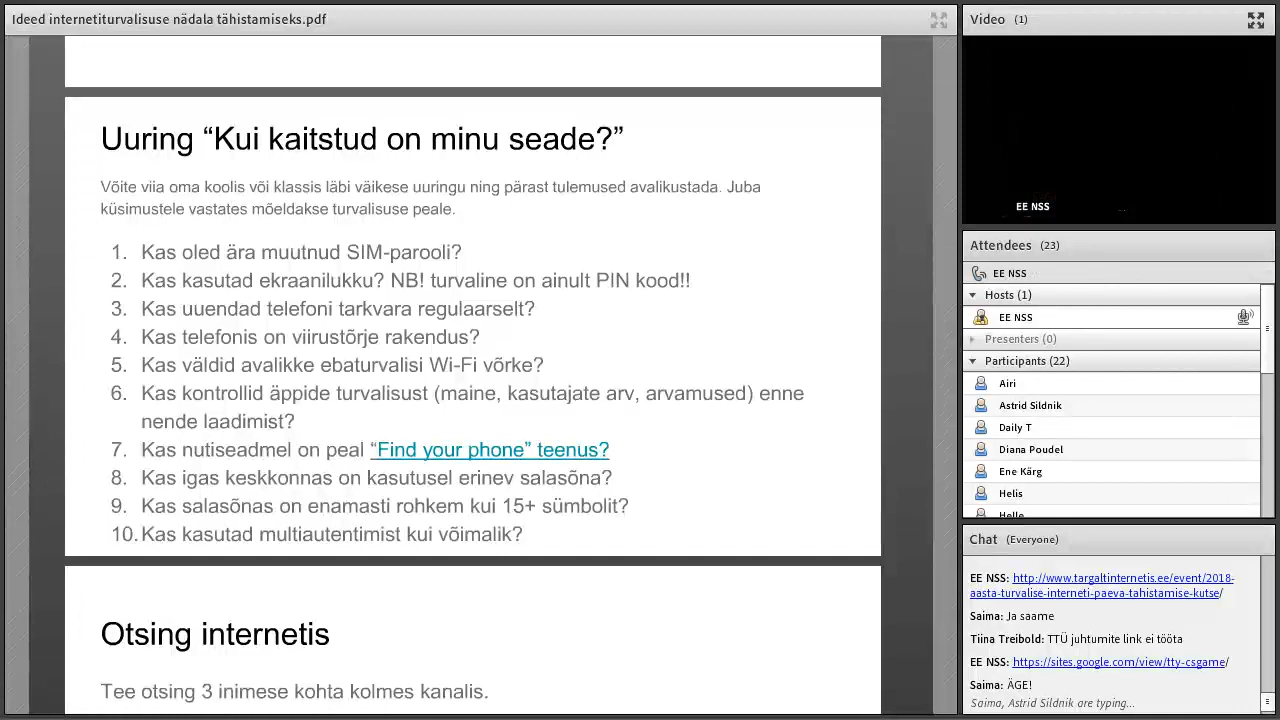 Ideed internetiturvalisuse nädala tähistamiseks.pdf
Uuring “Kui kaitstud on minu seade?”
Võite viia oma koolis või klassis läbi väikese uuringu ning pärast tulemused avalikustada. Juba
küsimustele vastates mõeldakse turvalisuse peale.
1. Kas oled ära muutnud SIM-parooli?
2. Kas kasutad ekraanilukku? NB! turvaline on ainult PIN kood!!
3. Kas uuendad telefoni tarkvara regulaarselt?
4. Kas telefonis on viirustõrje rakendus?
5. Kas väldid avalikke ebaturvalisi Wi-Fi võrke?
6. Kas kontrollid äppide turvalisust (maine, kasutajate arv, arvamused) enne
nende laadimist?
7. Kas nutiseadmel on peal “Find your phone” teenus?
8. Kas igas keskkonnas on kasutusel erinev salasõna?
9. Kas salasõnas on enamasti rohkem kui 15+ sümbolit?
10. Kas kasutad multiautentimist kui võimalik?
Otsing internetis
Tee otsing 3 inimese kohta kolmes kanalis.
Video (1)
EE NSS
Attendees (23)
EE NSS
Hosts (1)
EE NSS
Presenters (0)
Participants (22)
Airi
Astrid Sildnik
Daily T
Diana Poudel
Ene Kärg
Helis
Helle
Chat (Everyone)
EE NSS: http://www.targaltinternetis.ee/event/2018-
aasta-turvalise-interneti-paeva-tahistamise-kutse/
Saima: Ja saame
Tiina Treibold: TTÜ juhtumite link ei tööta
EE NSS: https://sites.google.com/view/tty-csgame/
Saima: ÄGE!
Saima, Astrid Sildnik are typing...